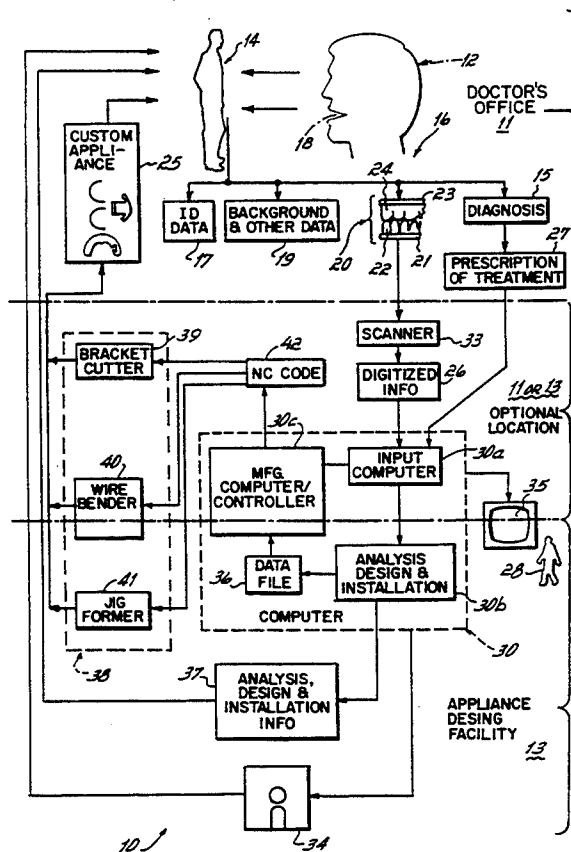 14
12
DOCTOR'S
OFFICE 11
18
16
CUSTOM
APPLI-
ANCE
25
24
23
20
22
21
15
DIAGNOSIS
ID
DATA
17
BACKGROUND
& OTHER DATA
19
27
PRESCRIPTION
OF TREATMENT
SCANNER
33
39
BRACKET
CUTTER
42
NC CODE
DIGITIZED
INFO
26
11 OR 13
OPTIONAL
LOCATION
30c
30a
MFG.
COMPUTER/
CONTROLLER
INPUT
COMPUTER
40
WIRE
BENDER
35
28
41
JIG
FORMER
36
DATA
FILE
ANALYSIS
DESIGN &
INSTALLATION
30b
COMPUTER
30
38
37
ANALYSIS,
DESIGN &
INSTALLATION
INFO
APPLIANCE
DESING
FACILITY
13
34
10